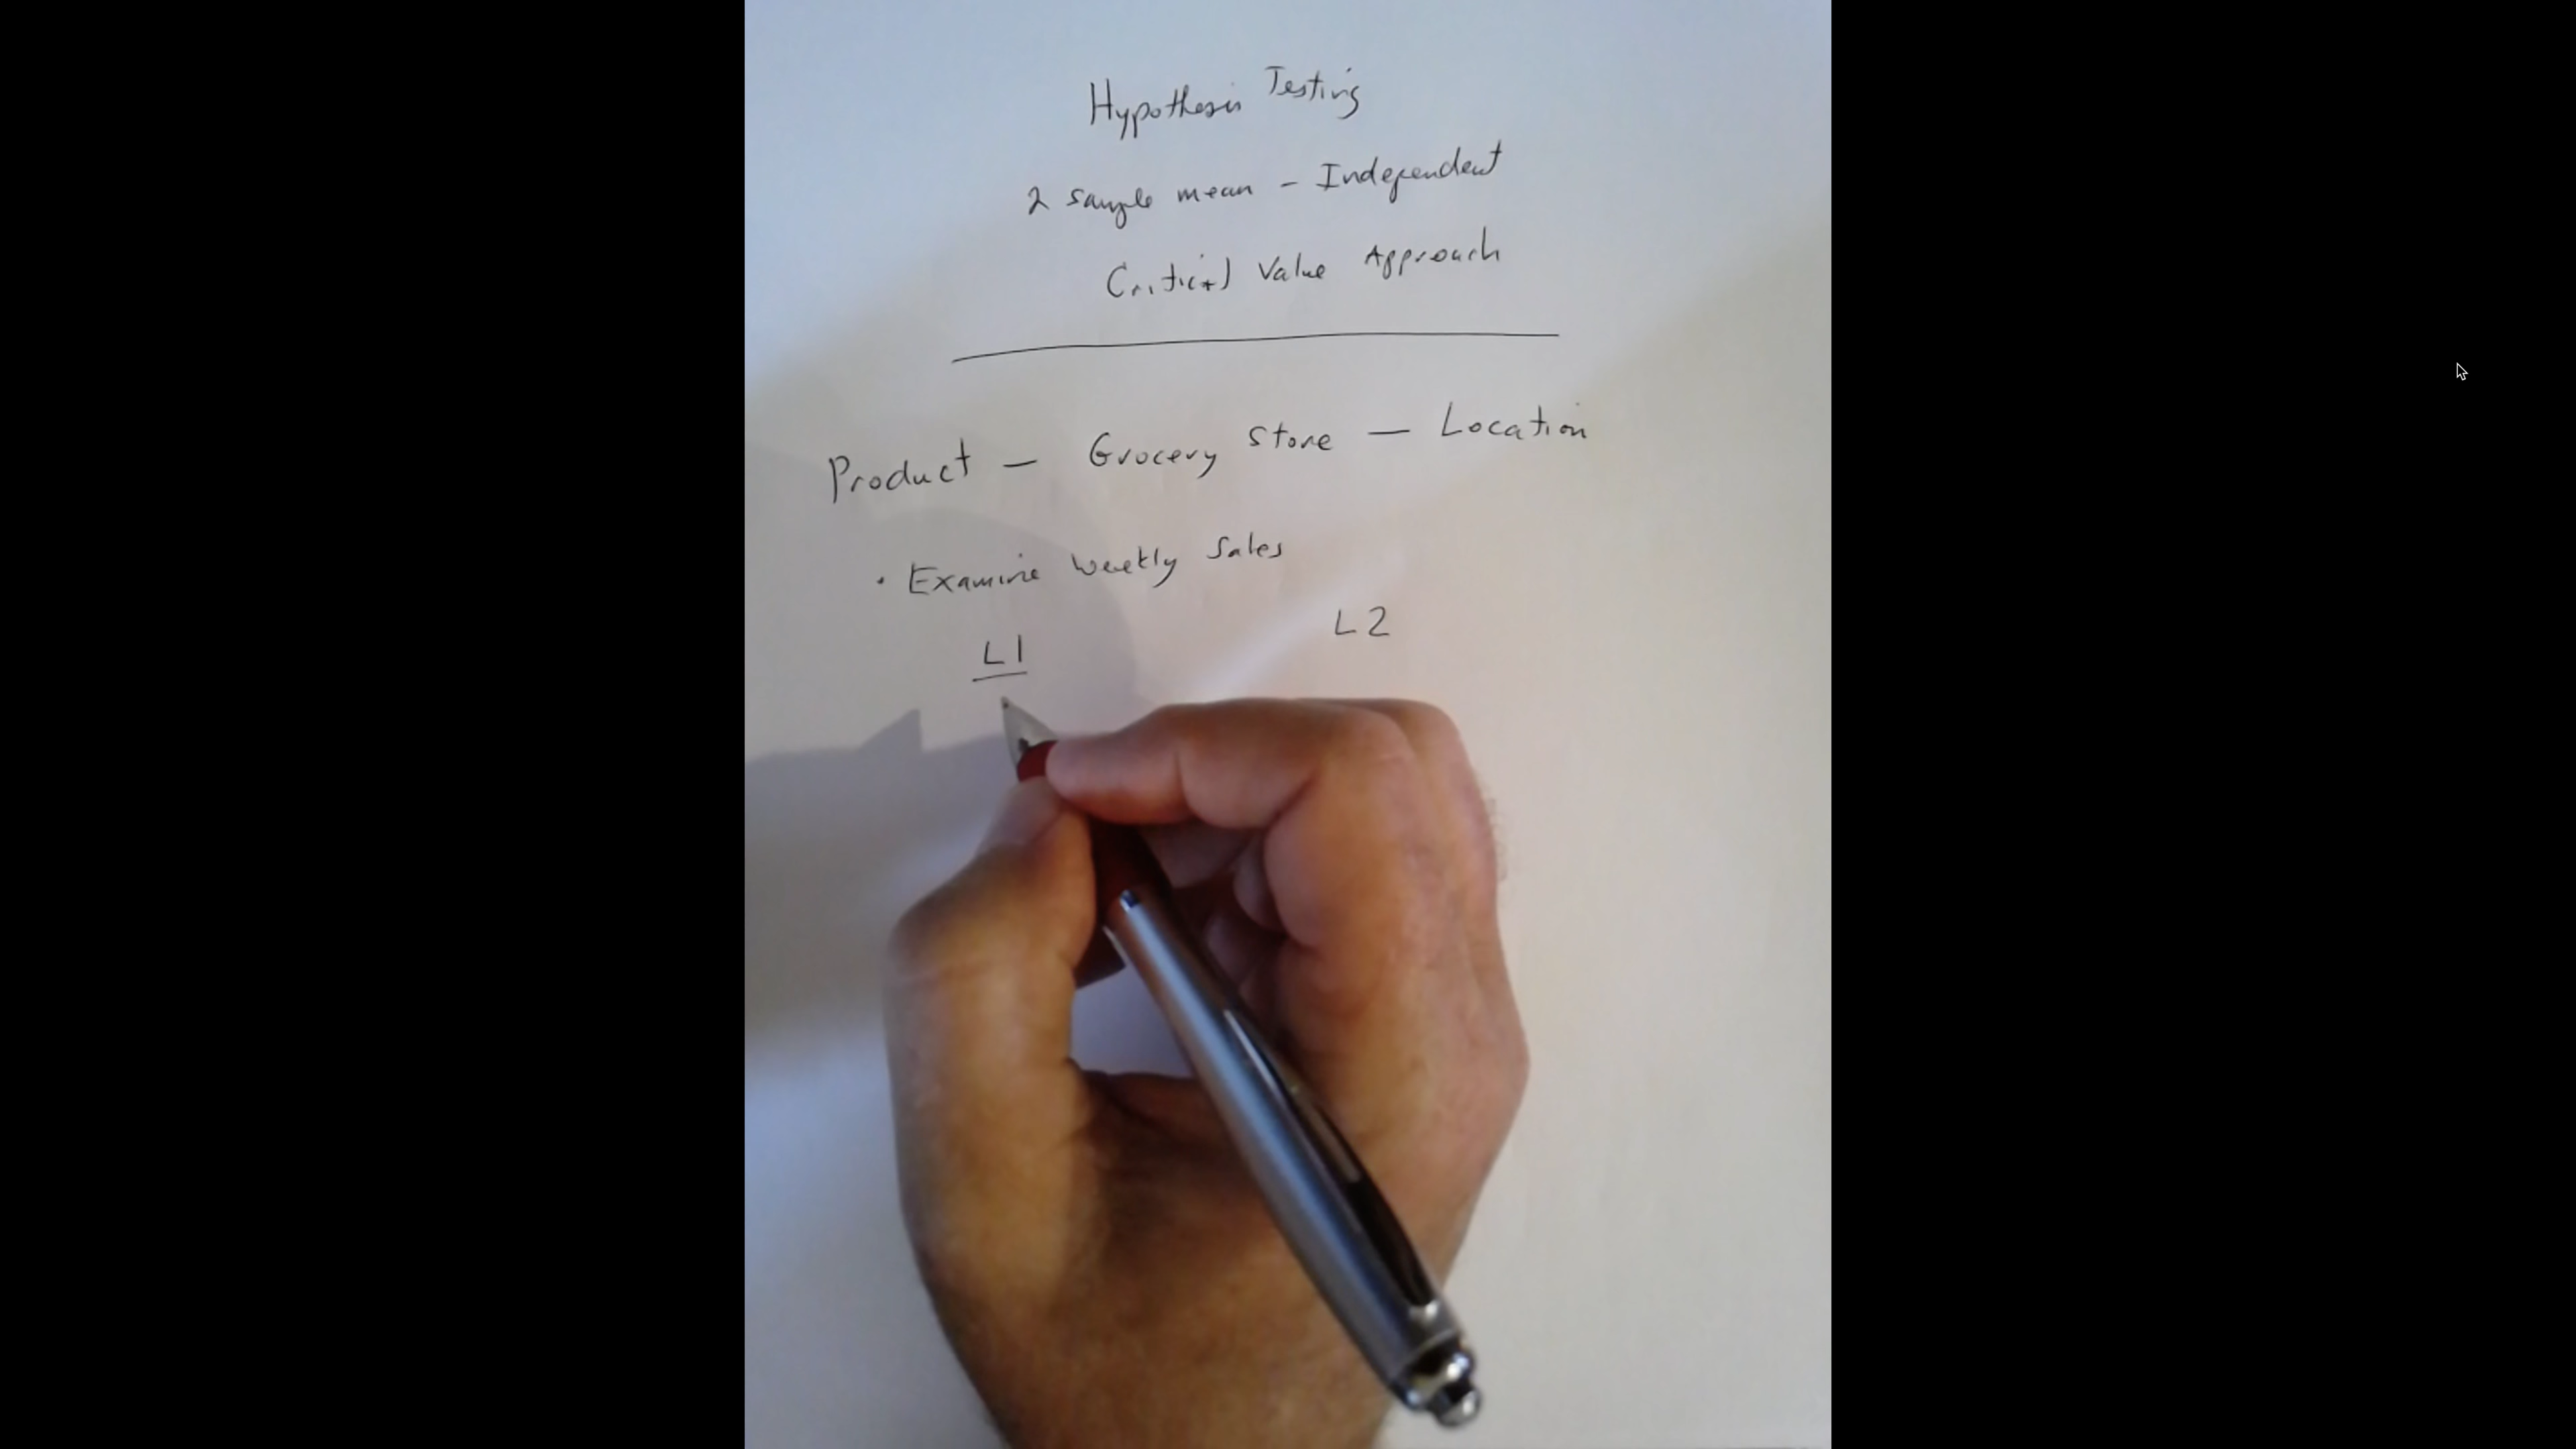 Hypothesis Testing
2 sample mean - Independent
Critical Value Approach
Product — Grocery Store — Location
• Examine Weekly Sales
L1 L2